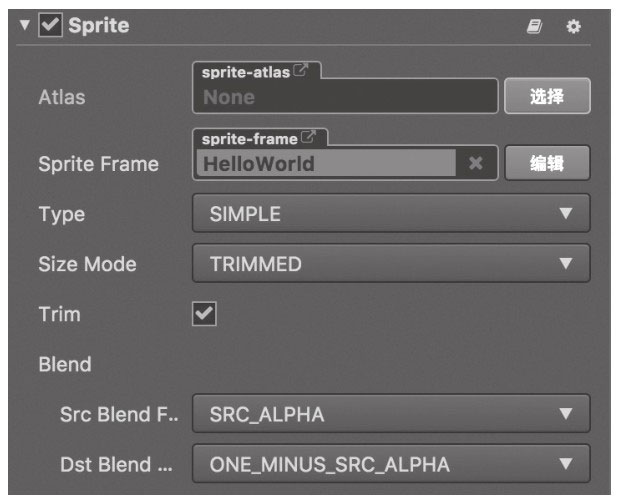 Sprite
sprite-atlas
Atlas None 选择
sprite-frame
Sprite Frame HelloWorld 编辑
Type SIMPLE
Size Mode TRIMMED
Trim
Blend
Src Blend F.. SRC_ALPHA
Dst Blend ... ONE_MINUS_SRC_ALPHA